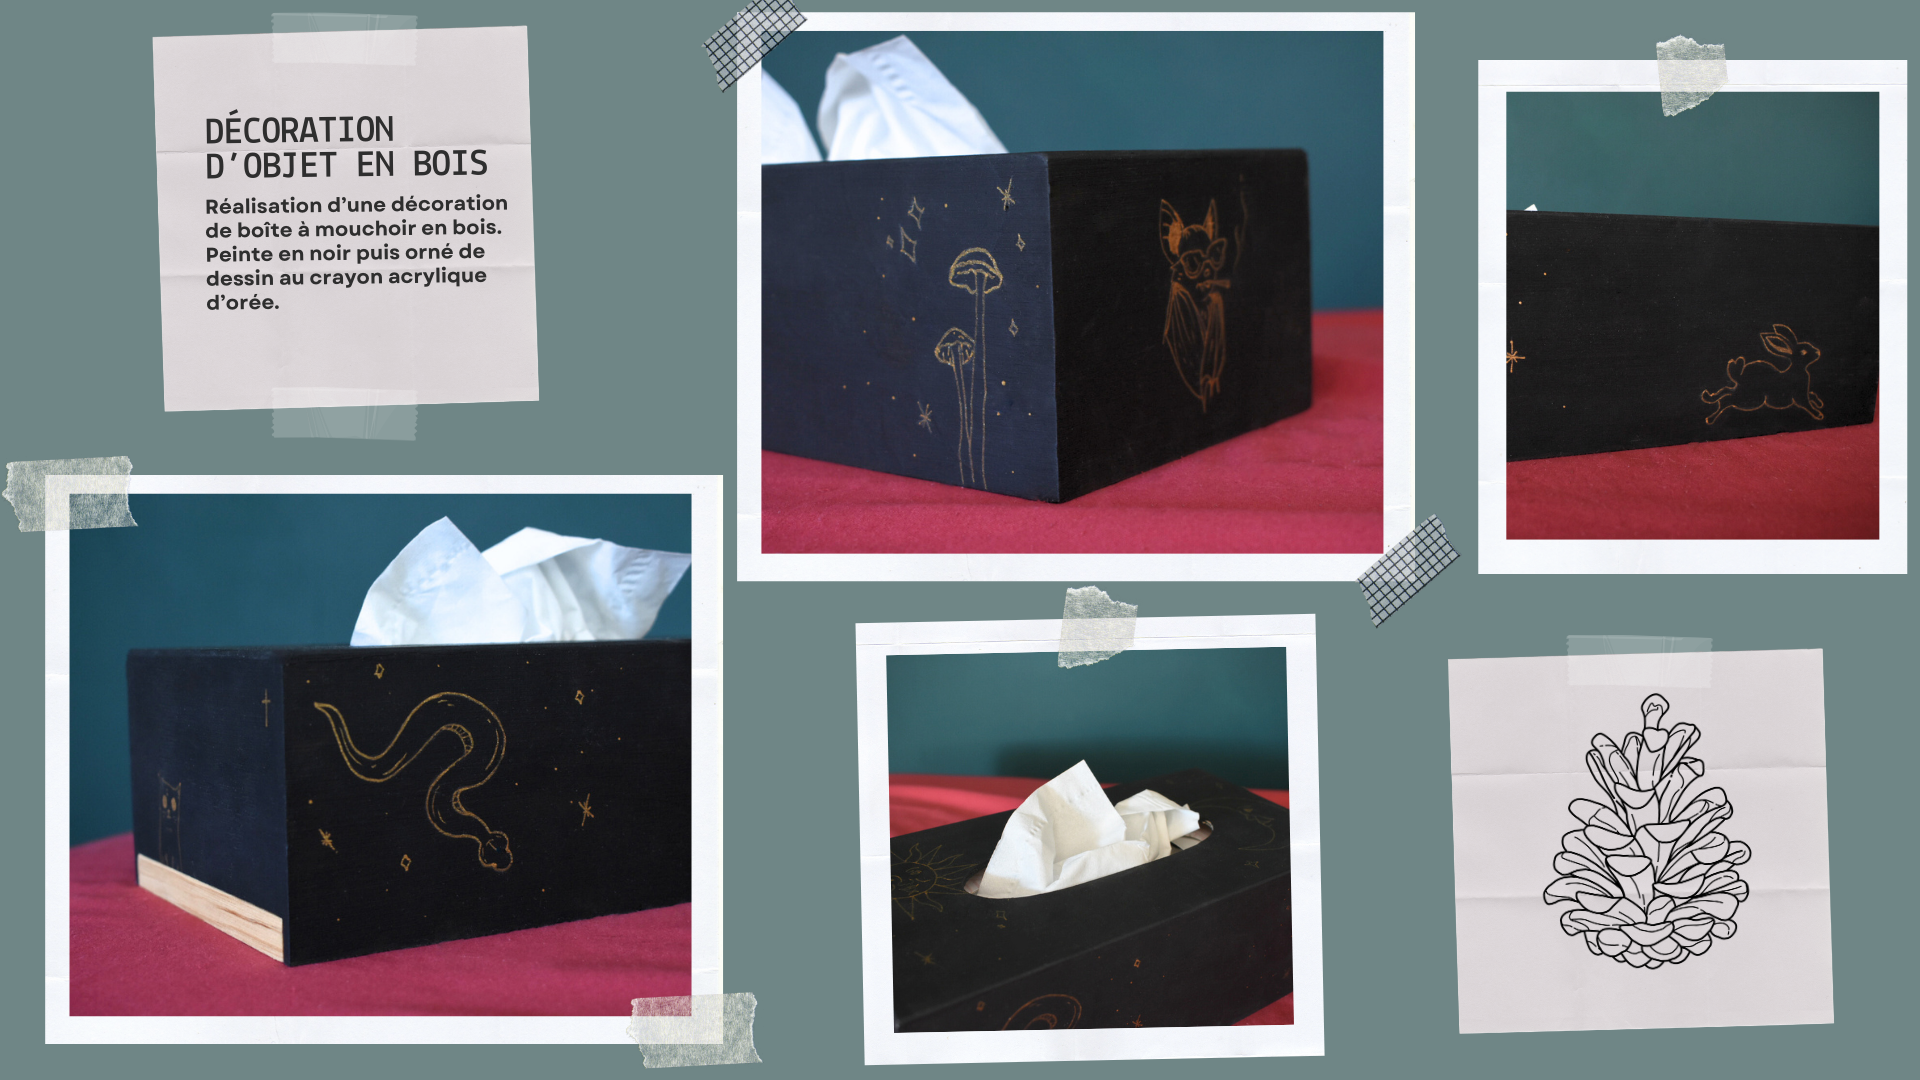 DÉCORATION
D’OBJET EN BOIS
Réalisation d’une décoration
de boîte à mouchoir en bois.
Peinte en noir puis orné de
dessin au crayon acrylique
d’orée.